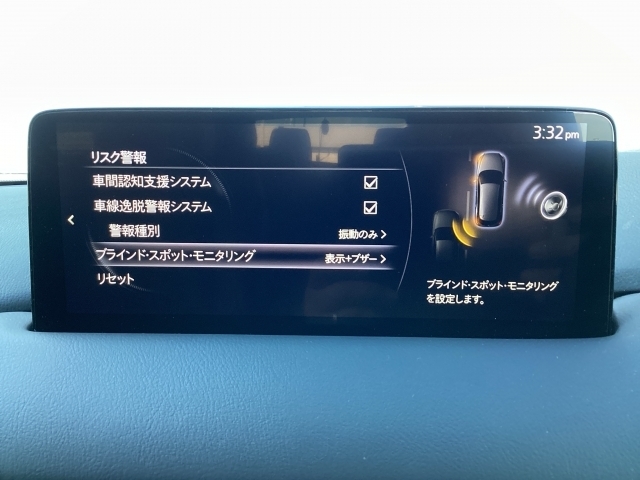 3:32pm
リスク警報
車間認知支援システム
車線逸脱警報システム
警報種別 振動のみ
ブラインド・スポット・モニタリング 表示+ブザー
リセット
ブラインド・スポット・モニタリング
を設定します。